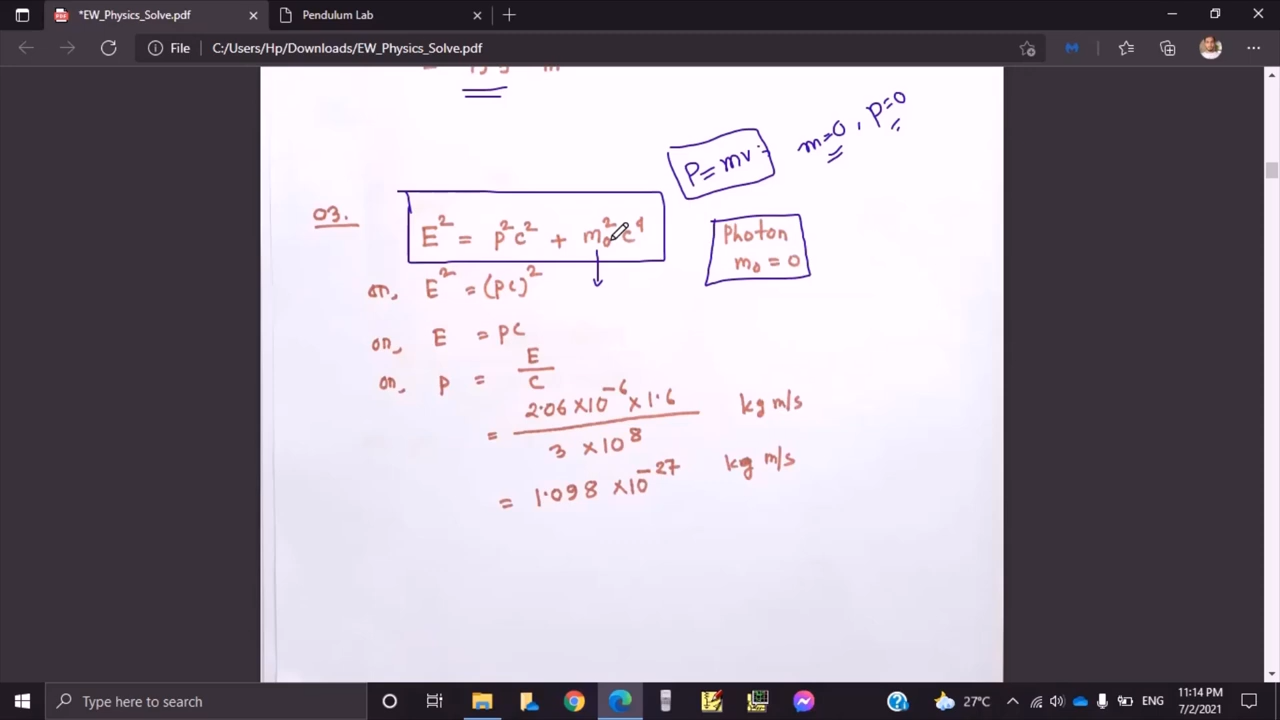 *EW_Physics_Solve.pdf
Pendulum Lab
File C:/Users/Hp/Downloads/EW_Physics_Solve.pdf
P=mv
m=0, p=0
03. E² = p²c² + m₀²c⁴
Photon
m₀ = 0
or, E² = (pc)²
or, E = pc
or, p = E/c
= 2.06×10⁻⁶×1.6 / 3×10⁸ kg m/s
= 1.098×10⁻²⁷ kg m/s
Type here to search
27°C
ENG
11:14 PM
7/2/2021